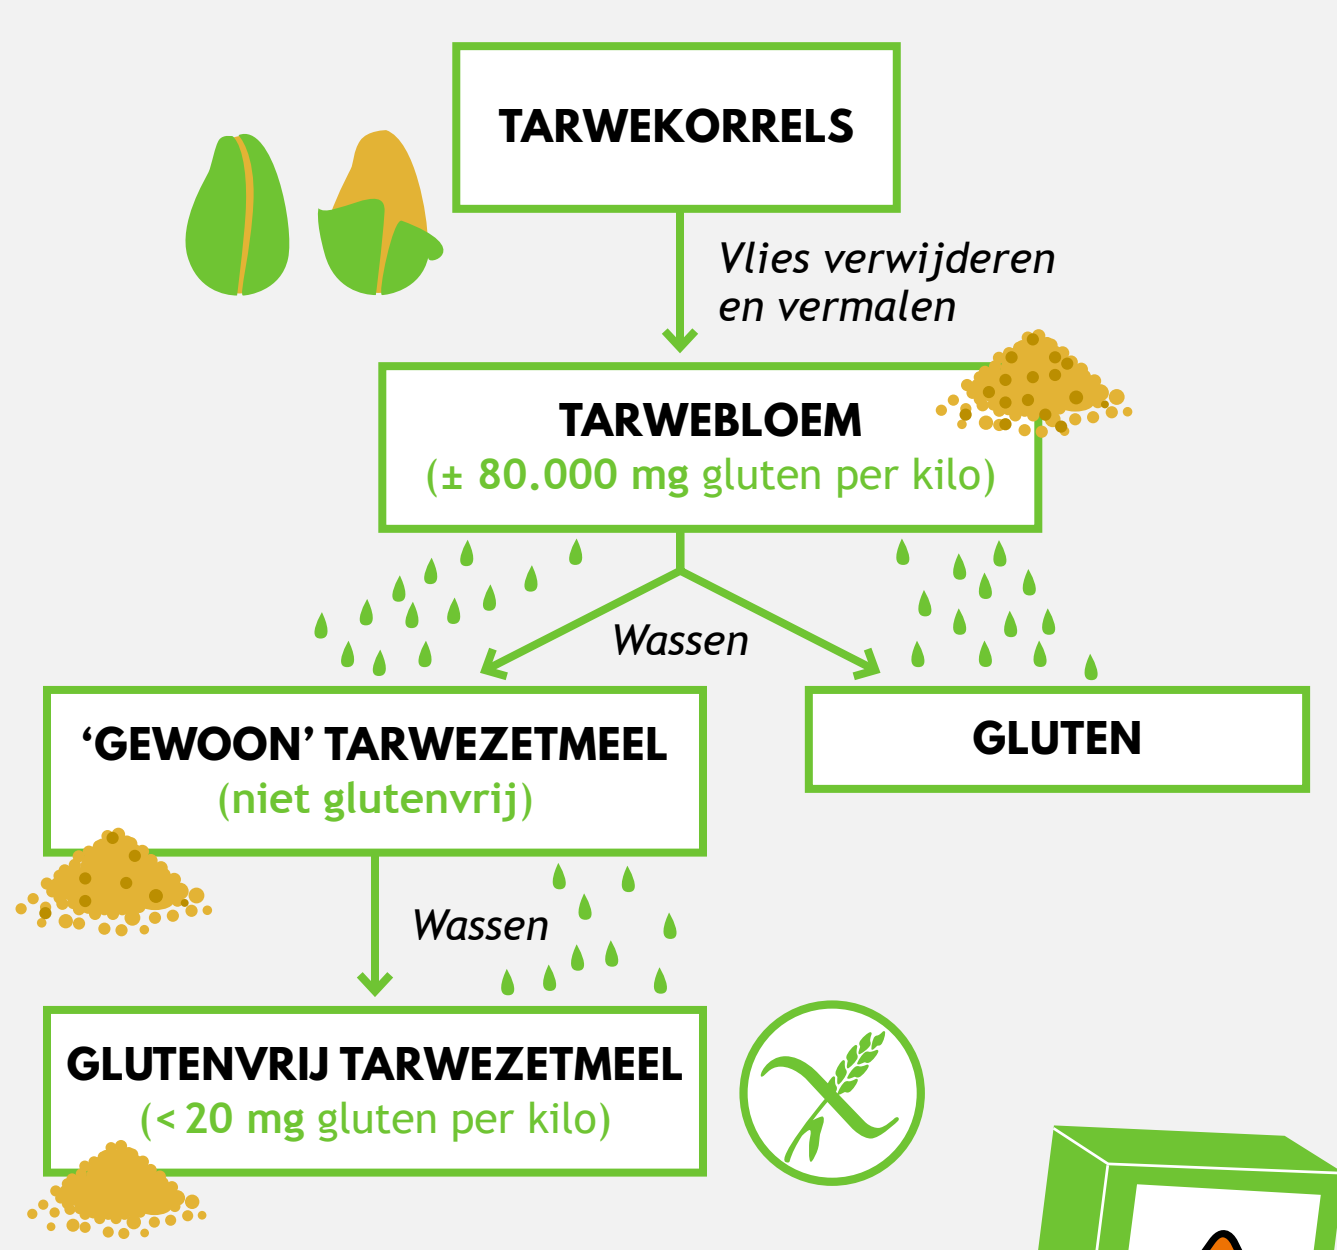 TARWEKORRELS
Vlies verwijderen
en vermalen
TARWEBLOEM
(± 80.000 mg gluten per kilo)
Wassen
‘GEWOON’ TARWEZETMEEL
(niet glutenvrij)
GLUTEN
Wassen
GLUTENVRIJ TARWEZETMEEL
(< 20 mg gluten per kilo)